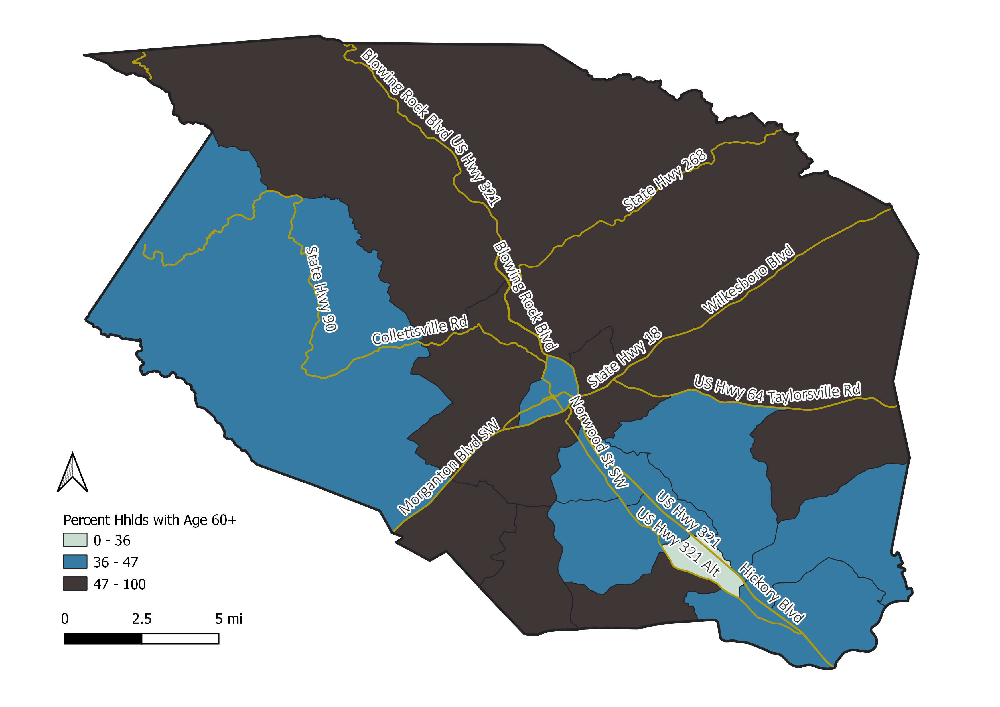 Blowing Rock Blvd US Hwy 321
State Hwy 268
Blowing Rock Blvd
Wilkesboro Blvd
State Hwy 90
Collettsville Rd
State Hwy 18
US Hwy 64 Taylorsville Rd
Norwood St SW
Morganton Blvd SW
US Hwy 321
US Hwy 321 Alt
Hickory Blvd
Percent Hhlds with Age 60+
0 - 36
36 - 47
47 - 100
0 2.5 5 mi